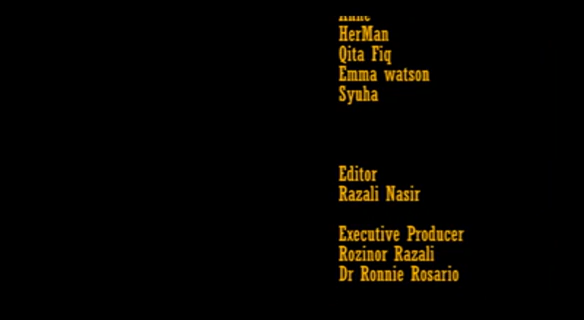 HerMan
Qita Fiq
Emma watson
Syuha
Editor
Razali Nasir
Executive Producer
Rozinor Razali
Dr Ronnie Rosario